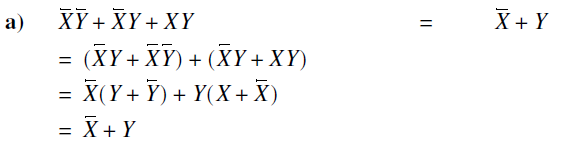 a) X̅Y̅ + X̅Y + XY = X̅ + Y
= (X̅Y + X̅Y̅) + (X̅Y + XY)
= X̅(Y + Y̅) + Y(X + X̅)
= X̅ + Y